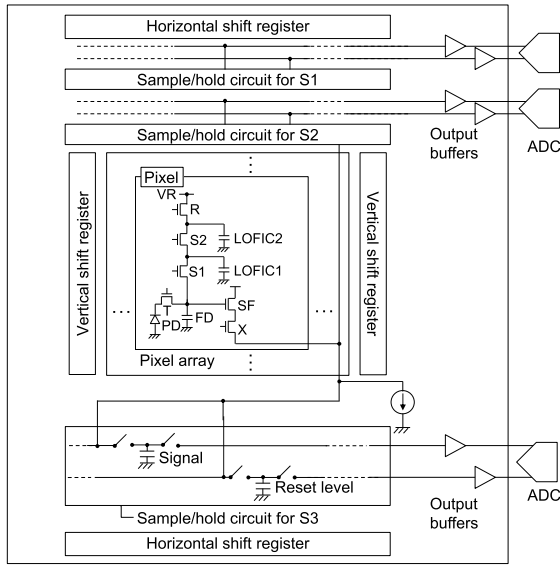 Horizontal shift register
Sample/hold circuit for S1
Sample/hold circuit for S2
Output
buffers
ADC
Vertical shift register
Pixel
VR
R
S2
LOFIC2
S1
LOFIC1
T
PD
FD
SF
X
...
...
Pixel array
Vertical shift register
Signal
Reset level
Sample/hold circuit for S3
Output
buffers
ADC
Horizontal shift register